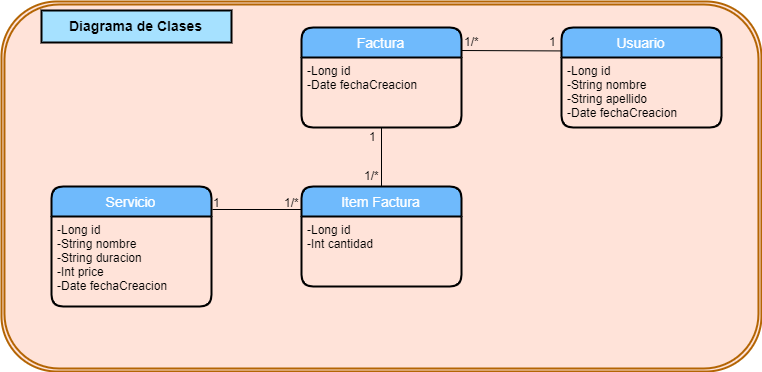 Diagrama de Clases
Factura
-Long id
-Date fechaCreacion
1/*
1
Usuario
-Long id
-String nombre
-String apellido
-Date fechaCreacion
1
1/*
Servicio
-Long id
-String nombre
-String duracion
-Int price
-Date fechaCreacion
1
1/*
Item Factura
-Long id
-Int cantidad